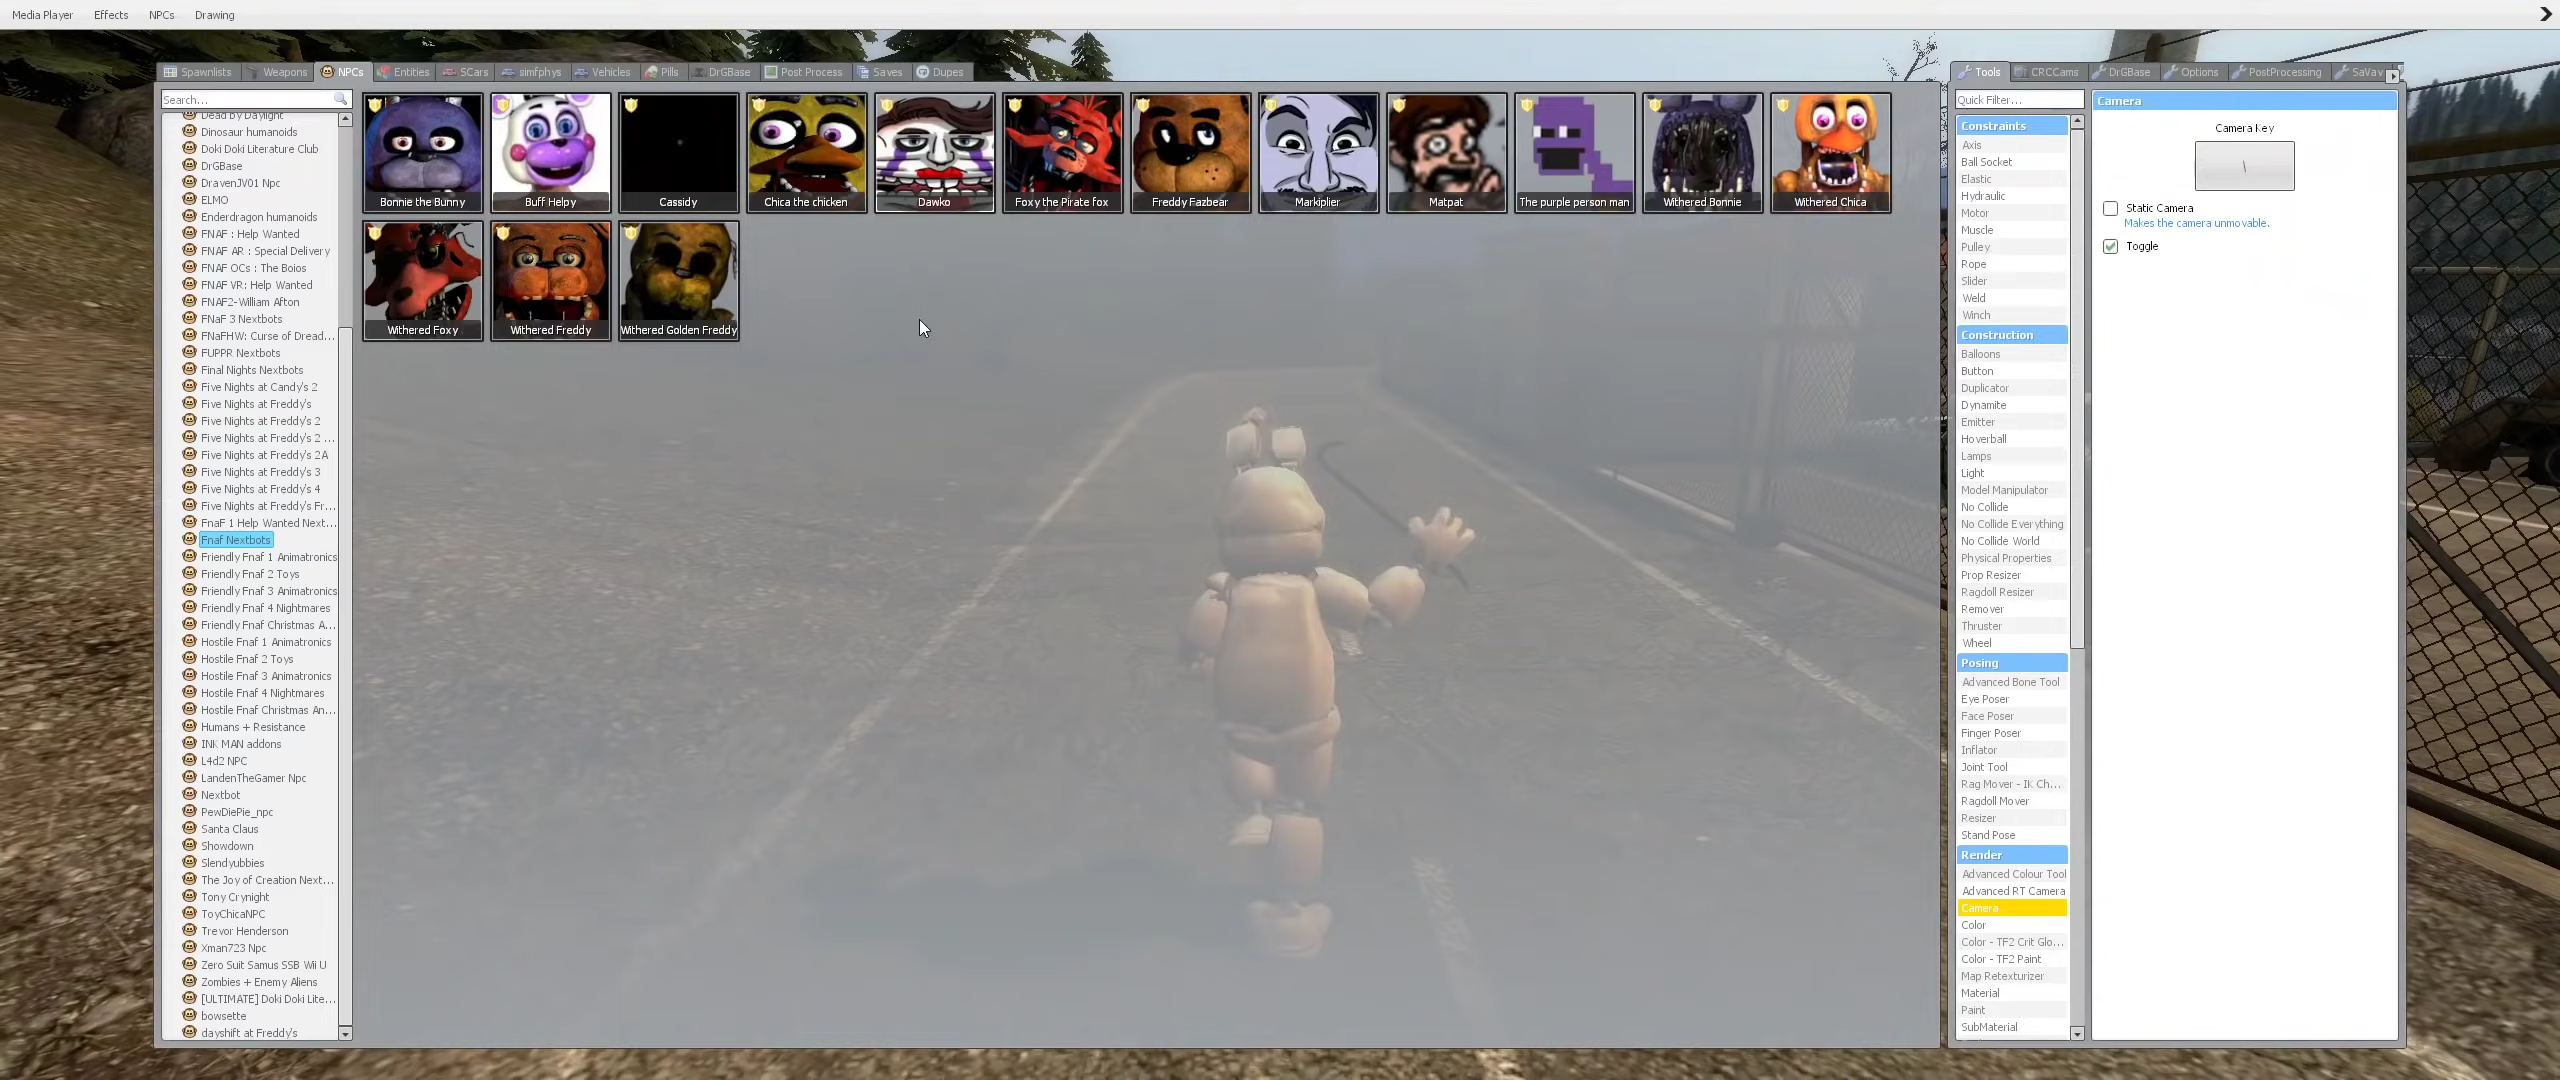 Media Player Effects NPCs Drawing
Spawnlists Weapons NPCs Entities SCars simfphys Vehicles Pills DrGBase Post Process Saves Dupes
Search...
Dead by Daylight
Dinosaur humanoids
Doki Doki Literature Club
DrGBase
DravenJV01 Npc
ELMO
Enderdragon humanoids
FNAF : Help Wanted
FNAF AR : Special Delivery
FNAF OCs : The Boios
FNAF VR: Help Wanted
FNAF2-William Afton
FNaF 3 Nextbots
FNaFHW: Curse of Dread...
FUPPR Nextbots
Final Nights Nextbots
Five Nights at Candy's 2
Five Nights at Freddy's
Five Nights at Freddy's 2
Five Nights at Freddy's 2 ...
Five Nights at Freddy's 2A
Five Nights at Freddy's 3
Five Nights at Freddy's 4
Five Nights at Freddy's Fr...
FnaF 1 Help Wanted Next...
Fnaf Nextbots
Friendly Fnaf 1 Animatronics
Friendly Fnaf 2 Toys
Friendly Fnaf 3 Animatronics
Friendly Fnaf 4 Nightmares
Friendly Fnaf Christmas A...
Hostile Fnaf 1 Animatronics
Hostile Fnaf 2 Toys
Hostile Fnaf 3 Animatronics
Hostile Fnaf 4 Nightmares
Hostile Fnaf Christmas An...
Humans + Resistance
INK MAN addons
L4d2 NPC
LandenTheGamer Npc
Nextbot
PewDiePie_npc
Santa Claus
Showdown
Slendyubbies
The Joy of Creation Next...
Tony Crynight
ToyChicaNPC
Trevor Henderson
Xman723 Npc
Zero Suit Samus SSB Wii U
Zombies + Enemy Aliens
[ULTIMATE] Doki Doki Lite...
bowsette
dayshift at Freddy's
Bonnie the Bunny Buff Helpy Cassidy Chica the chicken Dawko Foxy the Pirate fox Freddy Fazbear Markiplier Matpat The purple person man Withered Bonnie Withered Chica
Withered Foxy Withered Freddy Withered Golden Freddy
Tools CRCCams DrGBase Options PostProcessing SaVav
Quick Filter...
Constraints
Axis
Ball Socket
Elastic
Hydraulic
Motor
Muscle
Pulley
Rope
Slider
Weld
Winch
Construction
Balloons
Button
Duplicator
Dynamite
Emitter
Hoverball
Lamps
Light
Model Manipulator
No Collide
No Collide Everything
No Collide World
Physical Properties
Prop Resizer
Ragdoll Resizer
Remover
Thruster
Wheel
Posing
Advanced Bone Tool
Eye Poser
Face Poser
Finger Poser
Inflator
Joint Tool
Rag Mover - IK Ch...
Ragdoll Mover
Resizer
Stand Pose
Render
Advanced Colour Tool
Advanced RT Camera
Camera
Color
Color - TF2 Crit Glo...
Color - TF2 Paint
Map Retexturizer
Material
Paint
SubMaterial
Camera
Camera Key
\
Static Camera
Makes the camera unmovable.
Toggle